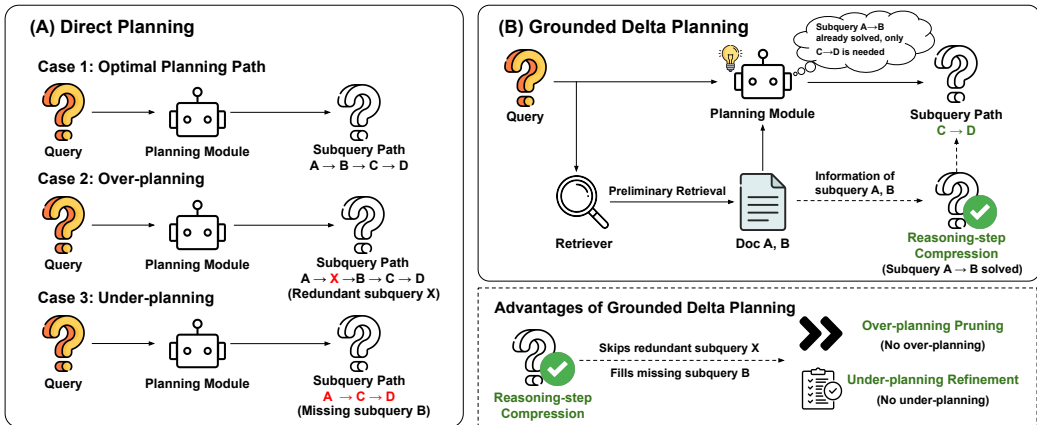 (A) Direct Planning
Case 1: Optimal Planning Path
Query
Planning Module
Subquery Path
A → B → C → D
Case 2: Over-planning
Query
Planning Module
Subquery Path
A → X →B → C → D
(Redundant subquery X)
Case 3: Under-planning
Query
Planning Module
Subquery Path
A → C → D
(Missing subquery B)
(B) Grounded Delta Planning
Subquery A→B
already solved, only
C→D is needed
Query
Planning Module
Subquery Path
C → D
Preliminary Retrieval
Information of
subquery A, B
Retriever
Doc A, B
Reasoning-step
Compression
(Subquery A → B solved)
Advantages of Grounded Delta Planning
Skips redundant subquery X
Fills missing subquery B
Reasoning-step
Compression
Over-planning Pruning
(No over-planning)
Under-planning Refinement
(No under-planning)